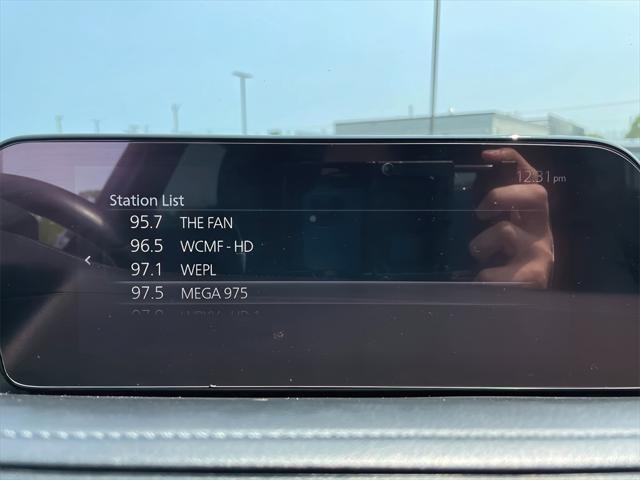 12:31 pm
Station List
95.7 THE FAN
96.5 WCMF - HD
97.1 WEPL
97.5 MEGA 975